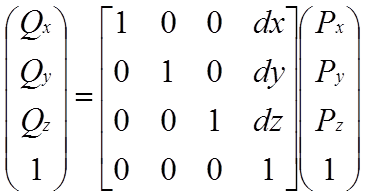 Qx 1 0 0 dx Px
Qy 0 1 0 dy Py
Qz = 0 0 1 dz Pz
1 0 0 0 1 1